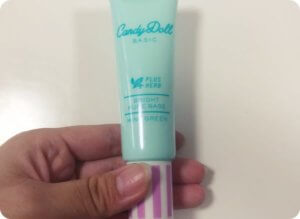 Candy Doll
BASIC
PLUS
HERB
BRIGHT
PURE BASE
MINT GREEN